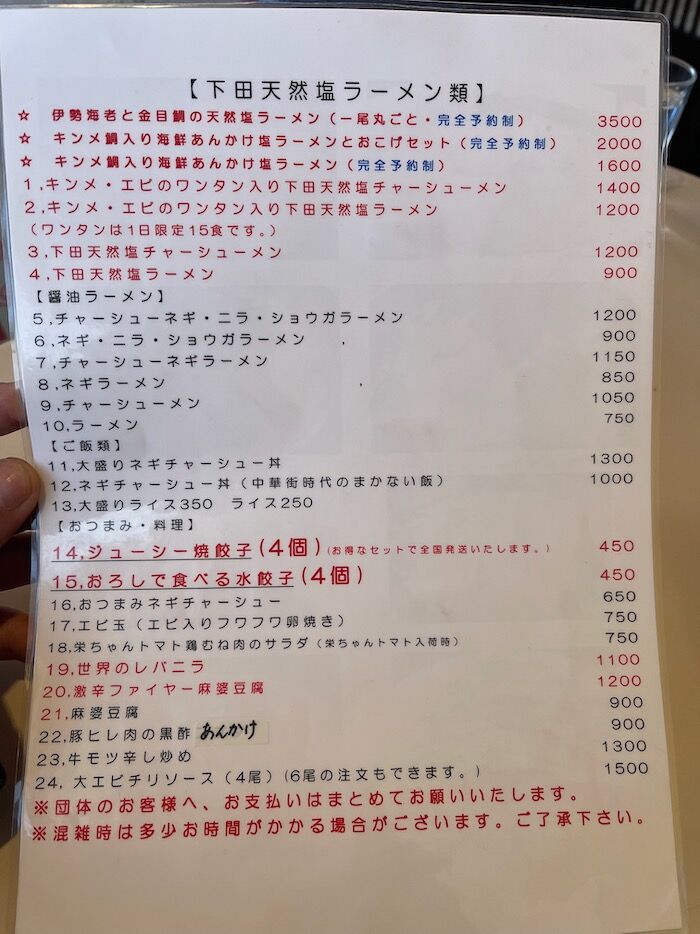 【下田天然塩ラーメン類】
☆ 伊勢海老と金目鯛の天然塩ラーメン（一尾丸ごと・完全予約制） 3500
☆ キンメ鯛入り海鮮あんかけ塩ラーメンとおこげセット（完全予約制） 2000
☆ キンメ鯛入り海鮮あんかけ塩ラーメン（完全予約制） 1600
1,キンメ・エビのワンタン入り下田天然塩チャーシューメン 1400
2,キンメ・エビのワンタン入り下田天然塩ラーメン 1200
（ワンタンは1日限定15食です。）
3,下田天然塩チャーシューメン 1200
4,下田天然塩ラーメン 900
【醤油ラーメン】
5,チャーシューネギ・ニラ・ショウガラーメン 1200
6,ネギ・ニラ・ショウガラーメン 900
7,チャーシューネギラーメン 1150
8,ネギラーメン 850
9,チャーシューメン 1050
10,ラーメン 750
【ご飯類】
11,大盛りネギチャーシュー丼 1300
12,ネギチャーシュー丼（中華街時代のまかない飯） 1000
13,大盛りライス350 ライス250
【おつまみ・料理】
14,ジューシー焼餃子(4個)(お得なセットで全国発送いたします。) 450
15,おろしで食べる水餃子(4個) 450
16,おつまみネギチャーシュー 650
17,エビ玉（エビ入りフワフワ卵焼き） 750
18,栄ちゃんトマト鶏むね肉のサラダ（栄ちゃんトマト入荷時） 750
19,世界のレバニラ 1100
20,激辛ファイヤー麻婆豆腐 1200
21,麻婆豆腐 900
22,豚ヒレ肉の黒酢 あんかけ 900
23,牛モツ辛し炒め 1300
24, 大エビチリソース（4尾）(6尾の注文もできます。) 1500
※団体のお客様へ、お支払いはまとめてお願いいたします。
※混雑時は多少お時間がかかる場合がございます。ご了承下さい。